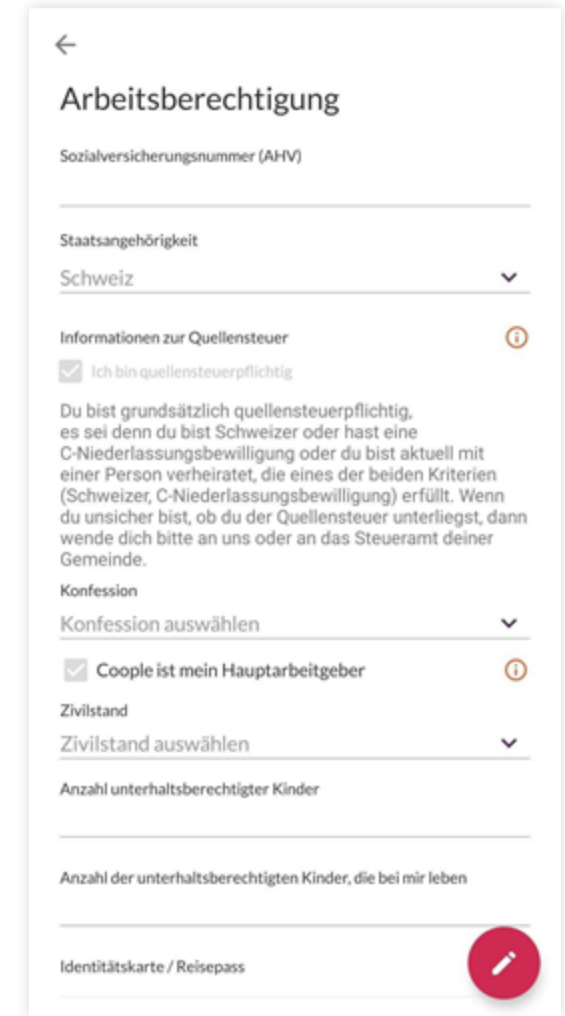 Arbeitsberechtigung
Sozialversicherungsnummer (AHV)
Staatsangehörigkeit
Schweiz
Informationen zur Quellensteuer
Ich bin quellensteuerpflichtig
Du bist grundsätzlich quellensteuerpflichtig,
es sei denn du bist Schweizer oder hast eine
C-Niederlassungsbewilligung oder du bist aktuell mit
einer Person verheiratet, die eines der beiden Kriterien
(Schweizer, C-Niederlassungsbewilligung) erfüllt. Wenn
du unsicher bist, ob du der Quellensteuer unterliegst, dann
wende dich bitte an uns oder an das Steueramt deiner
Gemeinde.
Konfession
Konfession auswählen
Coople ist mein Hauptarbeitgeber
Zivilstand
Zivilstand auswählen
Anzahl unterhaltsberechtigter Kinder
Anzahl der unterhaltsberechtigten Kinder, die bei mir leben
Identitätskarte / Reisepass